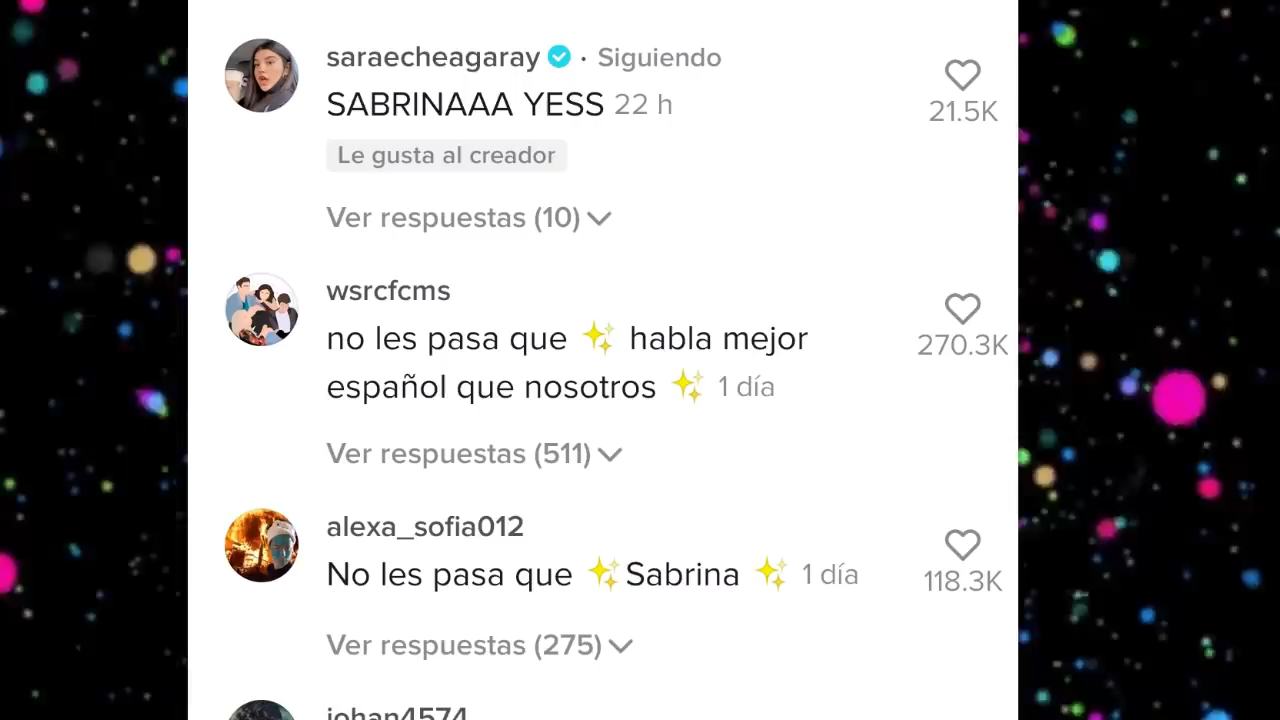 saraecheagaray · Siguiendo
SABRINAAA YESS 22 h
21.5K
Le gusta al creador
Ver respuestas (10)
wsrcfcms
no les pasa que ✨ habla mejor
español que nosotros ✨ 1 día
270.3K
Ver respuestas (511)
alexa_sofia012
No les pasa que ✨Sabrina ✨ 1 día
118.3K
Ver respuestas (275)
johan4574